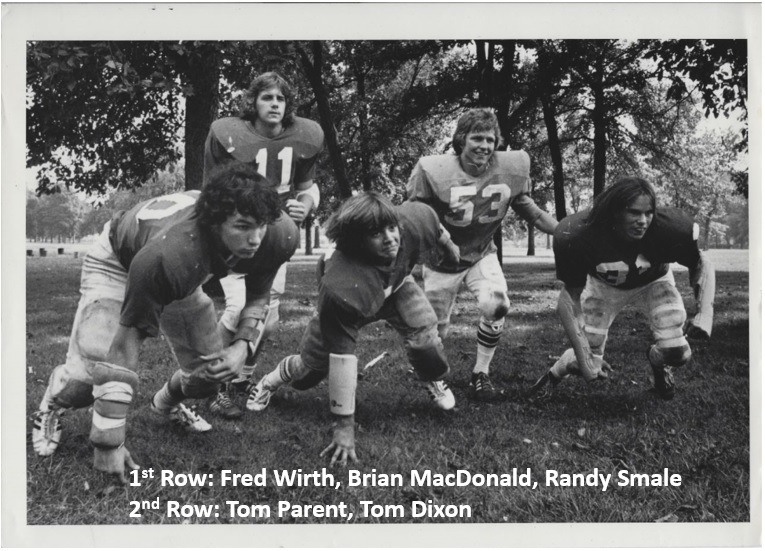 11
53
1st Row: Fred Wirth, Brian MacDonald, Randy Smale
2nd Row: Tom Parent, Tom Dixon